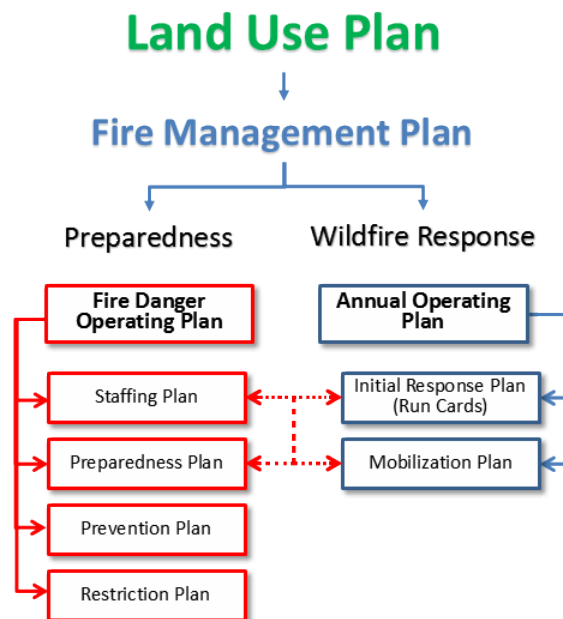 Land Use Plan
Fire Management Plan
Preparedness
Wildfire Response
Fire Danger
Operating Plan
Annual Operating
Plan
Staffing Plan
Initial Response Plan
(Run Cards)
Preparedness Plan
Mobilization Plan
Prevention Plan
Restriction Plan